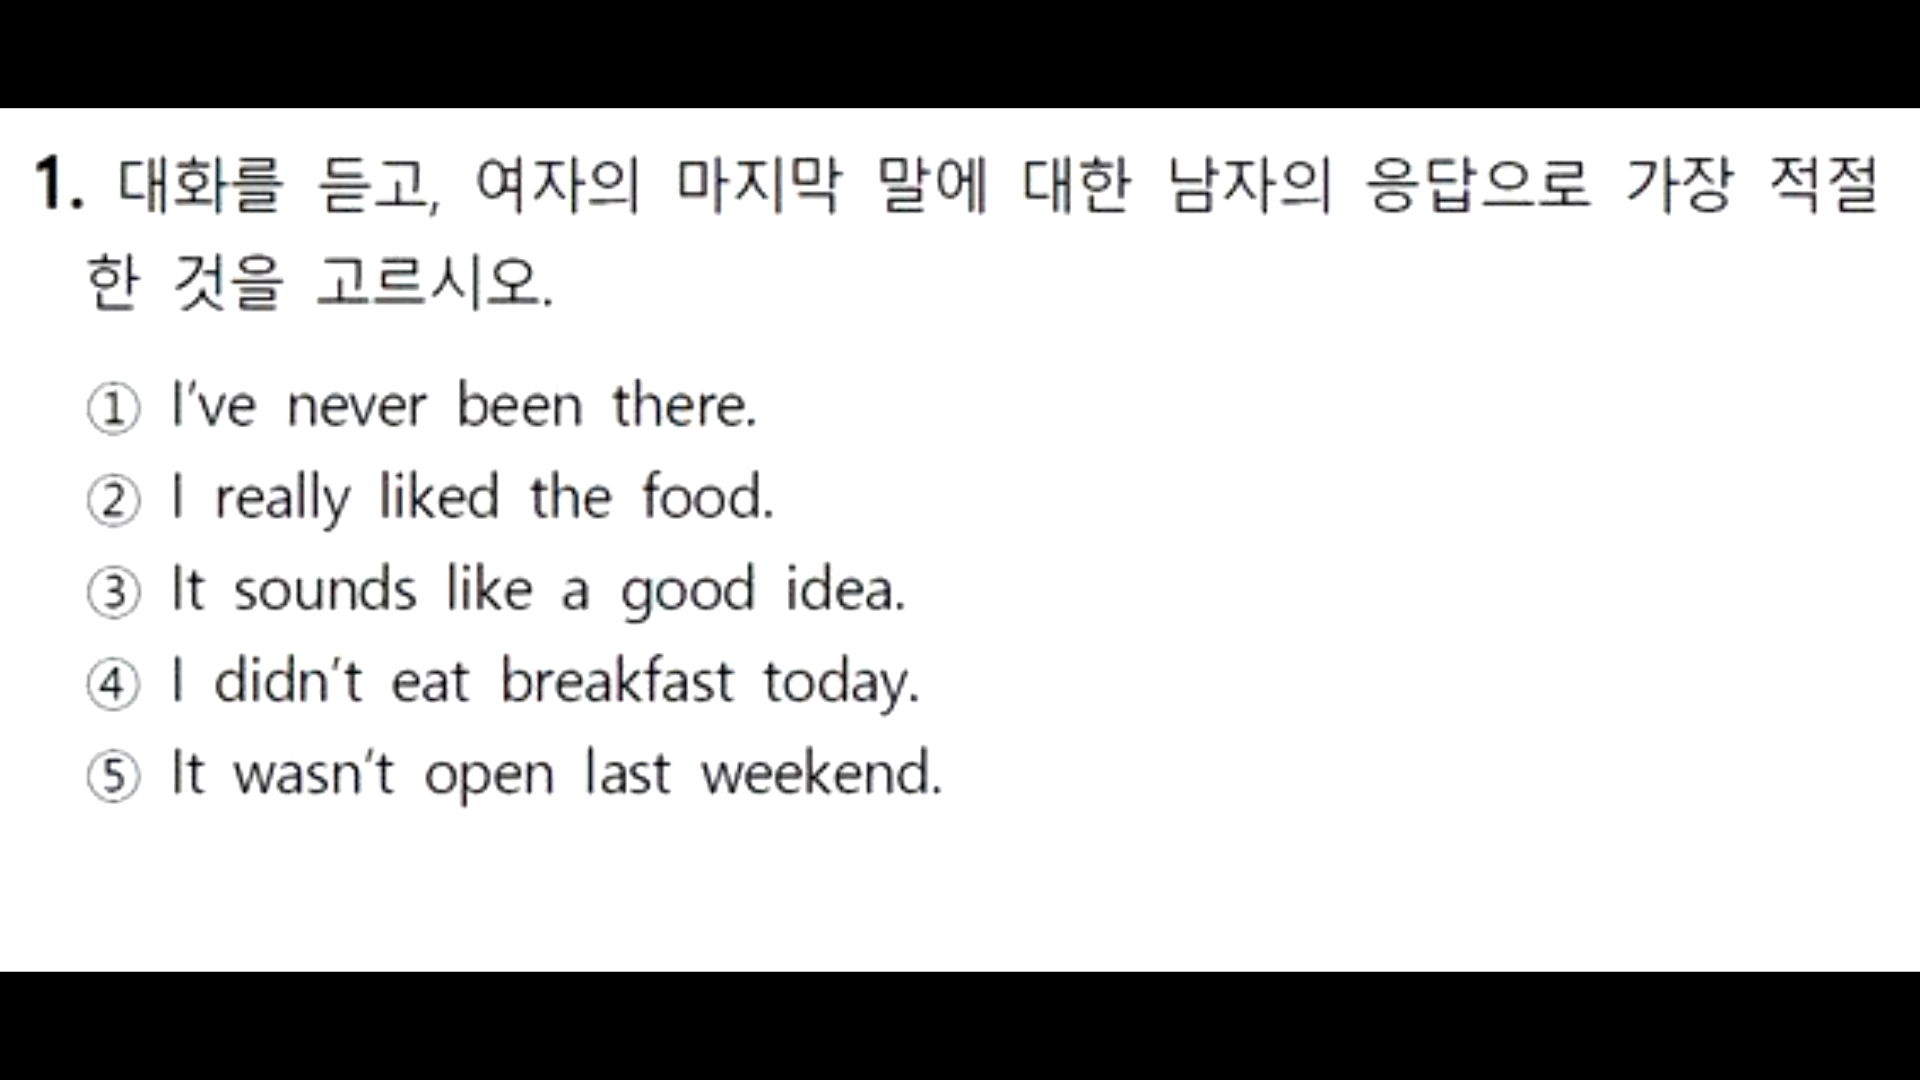 1. 대화를 듣고, 여자의 마지막 말에 대한 남자의 응답으로 가장 적절
한 것을 고르시오.
① I've never been there.
② I really liked the food.
③ It sounds like a good idea.
④ I didn't eat breakfast today.
⑤ It wasn't open last weekend.